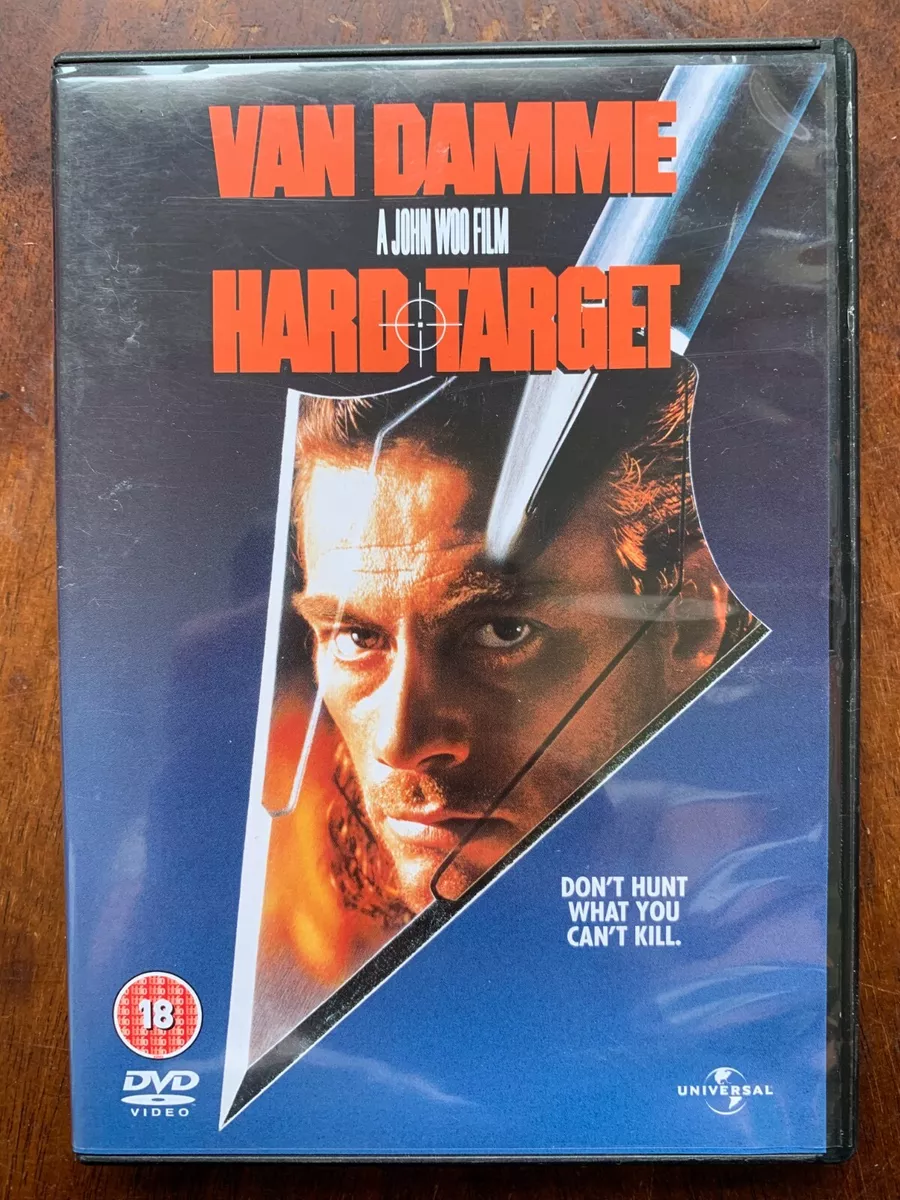 VAN DAMME
A JOHN WOO FILM
HARD TARGET
DON'T HUNT
WHAT YOU
CAN'T KILL.
18
DVD
VIDEO
UNIVERSAL